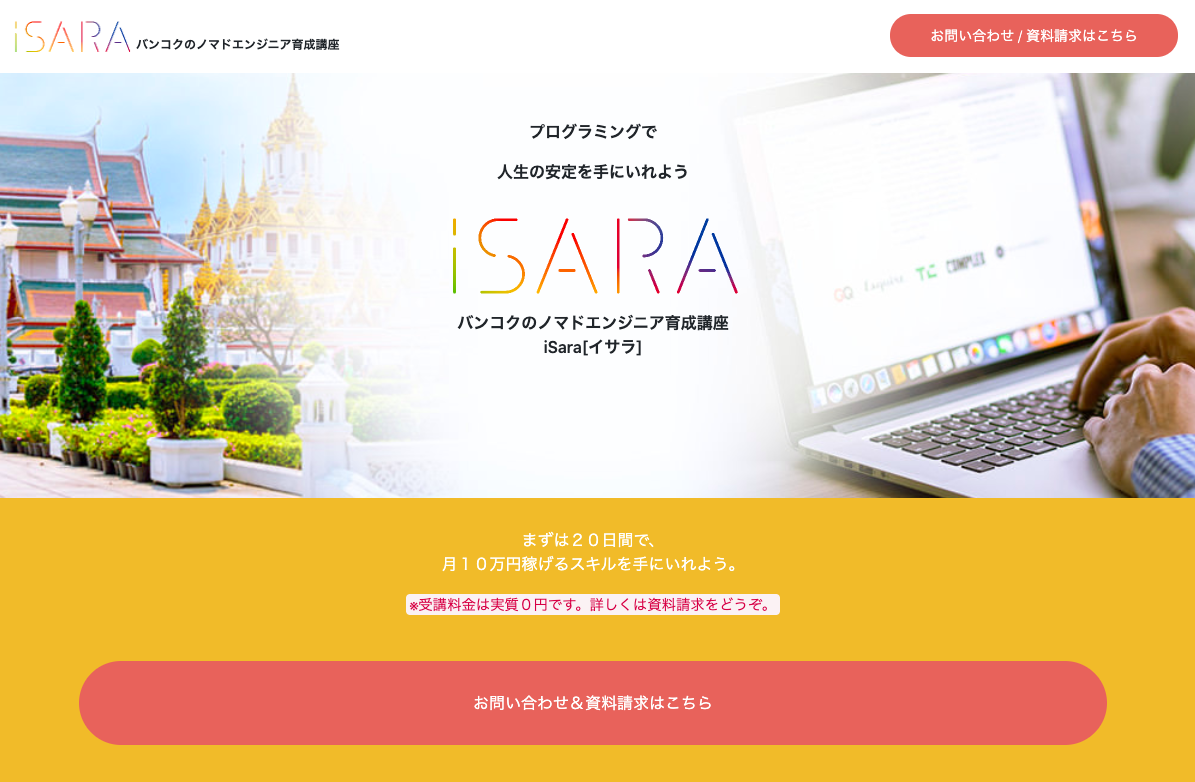 iSARA バンコクのノマドエンジニア育成講座
お問い合わせ / 資料請求はこちら
プログラミングで
人生の安定を手にいれよう
iSARA
バンコクのノマドエンジニア育成講座
iSara[イサラ]
GQ Esquire. TC COMPLEX
まずは２０日間で、
月１０万円稼げるスキルを手にいれよう。
※受講料金は実質０円です。詳しくは資料請求をどうぞ。
お問い合わせ＆資料請求はこちら